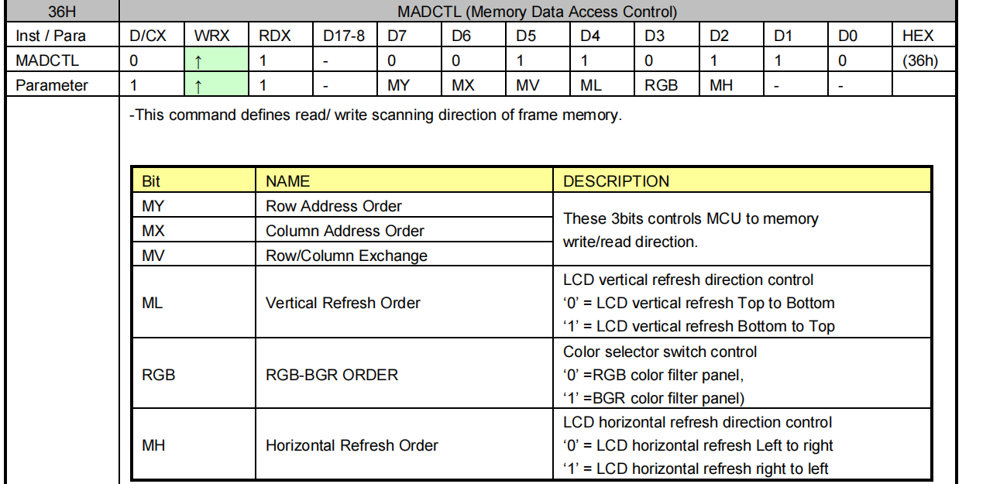 36H MADCTL (Memory Data Access Control)
Inst / Para D/CX WRX RDX D17-8 D7 D6 D5 D4 D3 D2 D1 D0 HEX
MADCTL 0 ↑ 1 - 0 0 1 1 0 1 1 0 (36h)
Parameter 1 ↑ 1 - MY MX MV ML RGB MH - -
-This command defines read/ write scanning direction of frame memory.
Bit NAME DESCRIPTION
MY Row Address Order
MX Column Address Order
MV Row/Column Exchange
These 3bits controls MCU to memory
write/read direction.
ML Vertical Refresh Order
LCD vertical refresh direction control
‘0’ = LCD vertical refresh Top to Bottom
‘1’ = LCD vertical refresh Bottom to Top
RGB RGB-BGR ORDER
Color selector switch control
‘0’ =RGB color filter panel,
‘1’ =BGR color filter panel)
MH Horizontal Refresh Order
LCD horizontal refresh direction control
‘0’ = LCD horizontal refresh Left to right
‘1’ = LCD horizontal refresh right to left